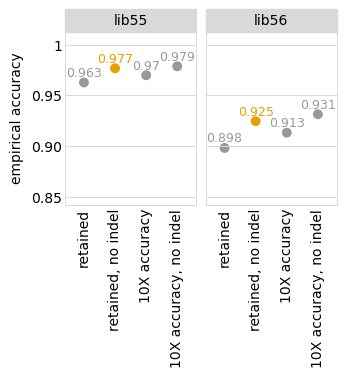 lib55
lib56
empirical accuracy
1
0.95
0.90
0.85
0.963
0.977
0.97
0.979
0.898
0.925
0.913
0.931
retained
retained, no indel
10X accuracy
10X accuracy, no indel
retained
retained, no indel
10X accuracy
10X accuracy, no indel